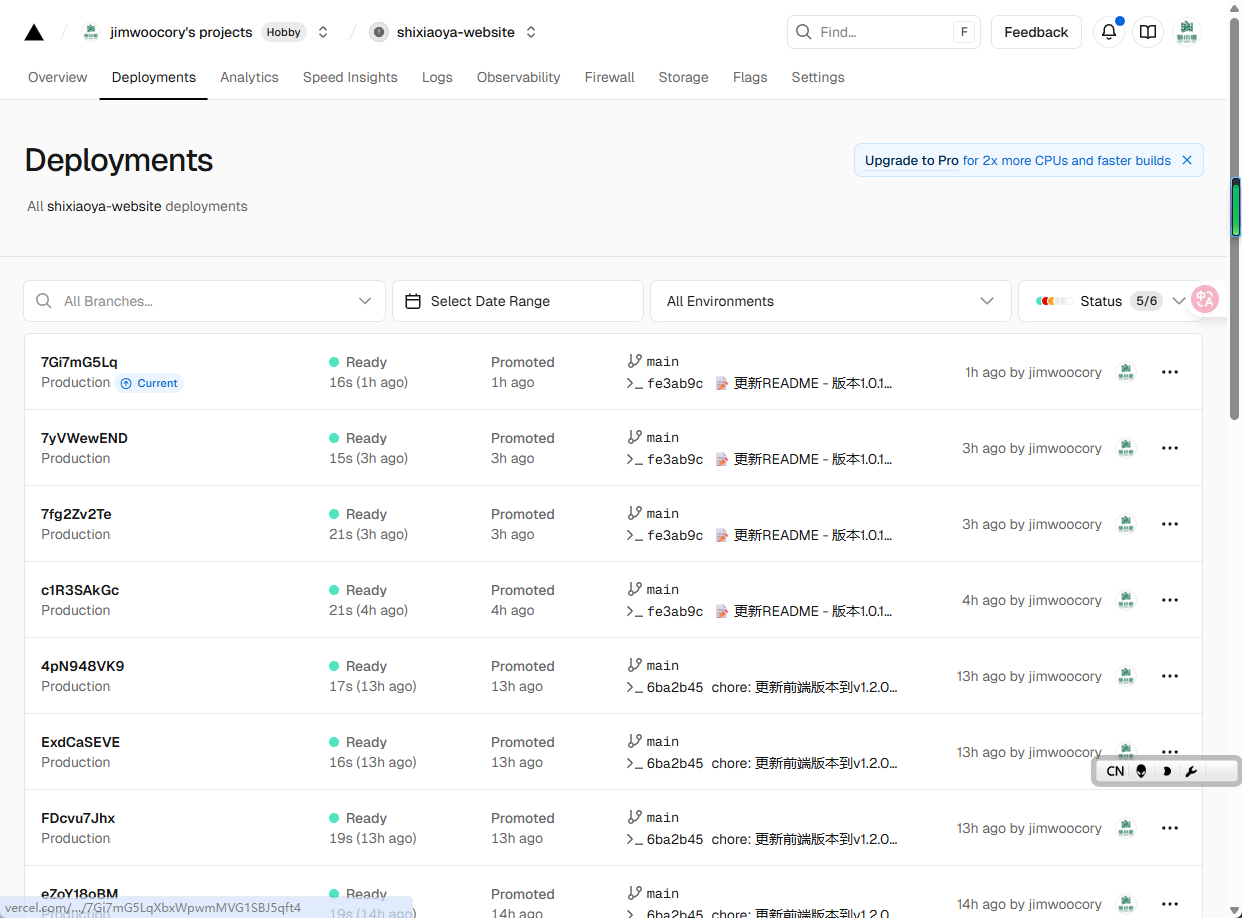 jimwoocory's projects Hobby shixiaoya-website Find... F Feedback
Overview Deployments Analytics Speed Insights Logs Observability Firewall Storage Flags Settings
Deployments
Upgrade to Pro for 2x more CPUs and faster builds
All shixiaoya-website deployments
All Branches... Select Date Range All Environments Status 5/6
7Gi7mG5Lq Ready Promoted main
Production Current 16s (1h ago) 1h ago fe3ab9c 📝 更新README - 版本1.0.1... 1h ago by jimwoocory
7yVWewEND Ready Promoted main
Production 15s (3h ago) 3h ago fe3ab9c 📝 更新README - 版本1.0.1... 3h ago by jimwoocory
7fg2Zv2Te Ready Promoted main
Production 21s (3h ago) 3h ago fe3ab9c 📝 更新README - 版本1.0.1... 3h ago by jimwoocory
c1R3SAkGc Ready Promoted main
Production 21s (4h ago) 4h ago fe3ab9c 📝 更新README - 版本1.0.1... 4h ago by jimwoocory
4pN948VK9 Ready Promoted main
Production 17s (13h ago) 13h ago 6ba2b45 chore: 更新前端版本到v1.2.0... 13h ago by jimwoocory
ExdCaSEVE Ready Promoted main
Production 16s (13h ago) 13h ago 6ba2b45 chore: 更新前端版本到v1.2.0... 13h ago by jimwoocory
CN
FDcvu7Jhx Ready Promoted main
Production 19s (13h ago) 13h ago 6ba2b45 chore: 更新前端版本到v1.2.0... 13h ago by jimwoocory
eZoY18oBM Ready Promoted main
Production 19s (14h ago) 14h ago 6ba2b45 chore: 更新前端版本到v1.2.0... 14h ago by jimwoocory
vercel.com/.../7Gi7mG5LqXbxWpwmMVG1SBJ5qft4